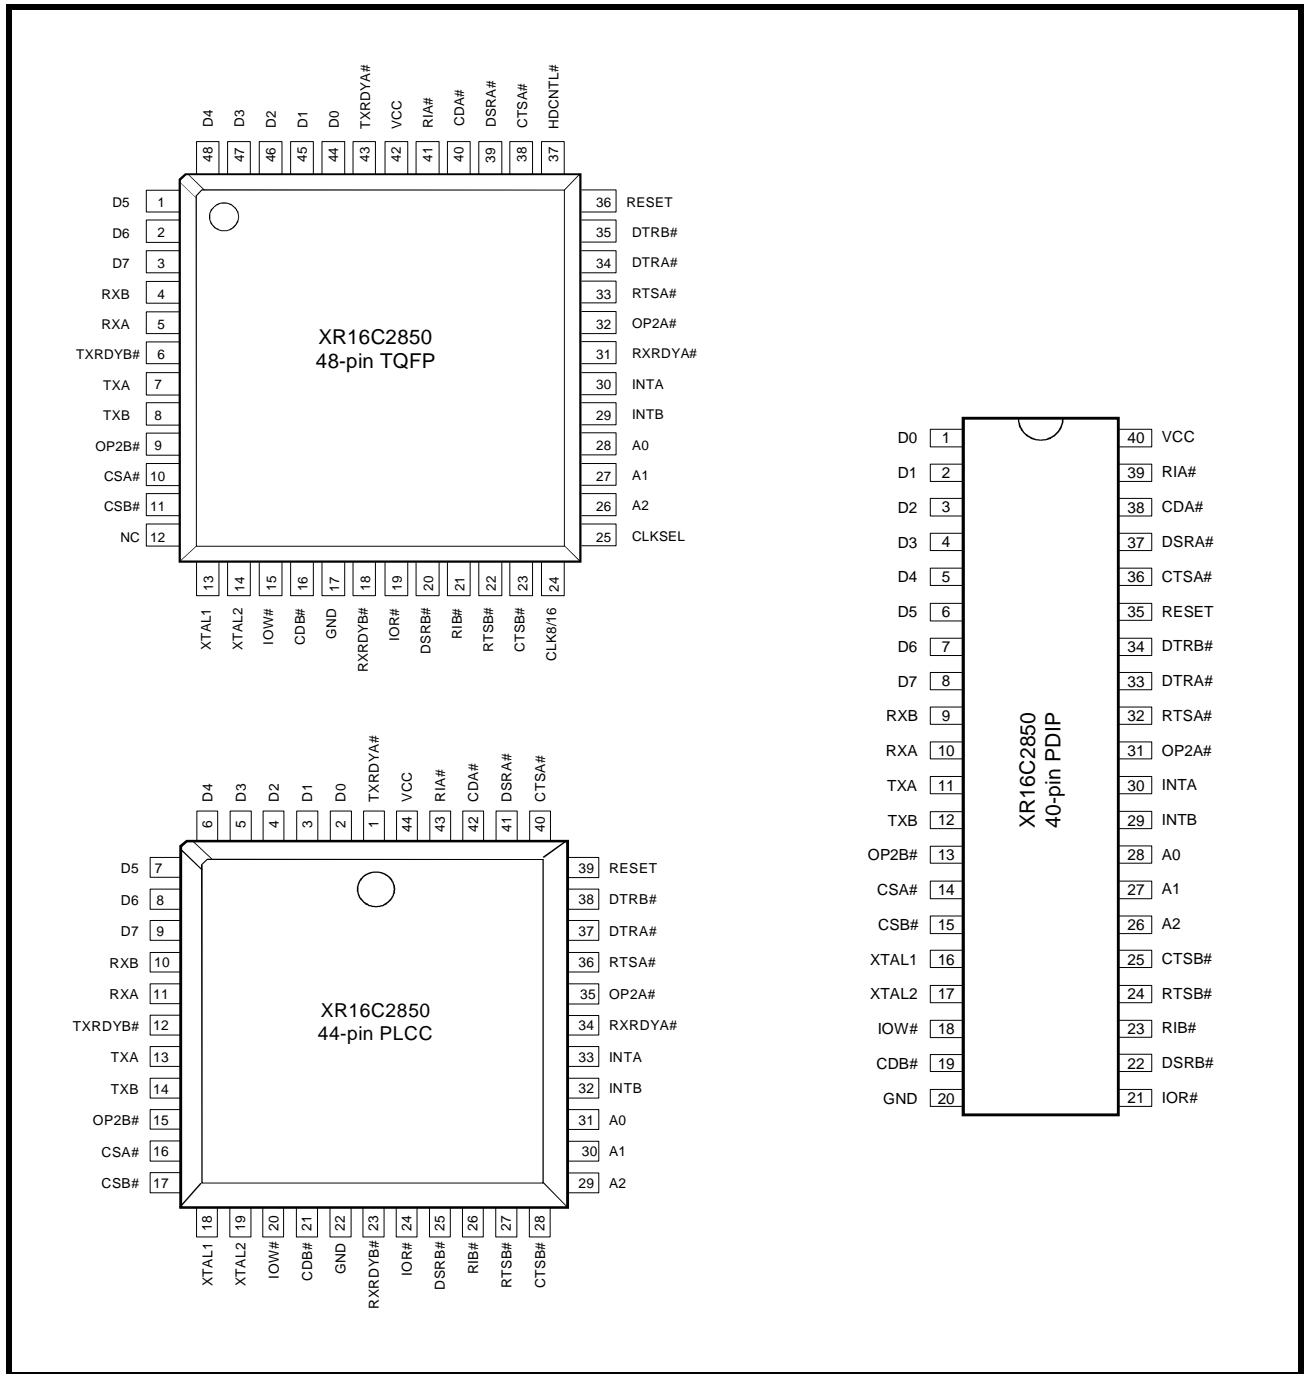 D4 D3 D2 D1 D0 TXRDYA# VCC RIA# CDA# DSRA# CTSA# HDCNTL#
48 47 46 45 44 43 42 41 40 39 38 37
D5 1 36 RESET
D6 2 35 DTRB#
D7 3 34 DTRA#
RXB 4 33 RTSA#
RXA 5 32 OP2A#
TXRDYB# 6 31 RXRDYA#
TXA 7 30 INTA
TXB 8 29 INTB
OP2B# 9 28 A0
CSA# 10 27 A1
CSB# 11 26 A2
NC 12 25 CLKSEL
XR16C2850
48-pin TQFP
13 14 15 16 17 18 19 20 21 22 23 24
XTAL1 XTAL2 IOW# CDB# GND RXRDYB# IOR# DSRB# RIB# RTSB# CTSB# CLK8/16
D4 D3 D2 D1 D0 TXRDYA# VCC RIA# CDA# DSRA# CTSA#
6 5 4 3 2 1 44 43 42 41 40
D5 7 39 RESET
D6 8 38 DTRB#
D7 9 37 DTRA#
RXB 10 36 RTSA#
RXA 11 35 OP2A#
TXRDYB# 12 34 RXRDYA#
TXA 13 33 INTA
TXB 14 32 INTB
OP2B# 15 31 A0
CSA# 16 30 A1
CSB# 17 29 A2
XR16C2850
44-pin PLCC
18 19 20 21 22 23 24 25 26 27 28
XTAL1 XTAL2 IOW# CDB# GND RXRDYB# IOR# DSRB# RIB# RTSB# CTSB#
D0 1 40 VCC
D1 2 39 RIA#
D2 3 38 CDA#
D3 4 37 DSRA#
D4 5 36 CTSA#
D5 6 35 RESET
D6 7 34 DTRB#
D7 8 33 DTRA#
RXB 9 32 RTSA#
RXA 10 31 OP2A#
TXA 11 30 INTA
TXB 12 29 INTB
OP2B# 13 28 A0
CSA# 14 27 A1
CSB# 15 26 A2
XTAL1 16 25 CTSB#
XTAL2 17 24 RTSB#
IOW# 18 23 RIB#
CDB# 19 22 DSRB#
GND 20 21 IOR#
XR16C2850
40-pin PDIP